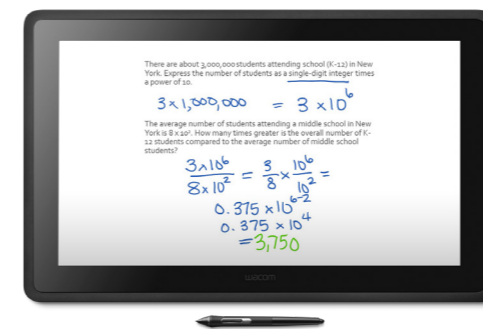 There are about 3,000,000 students attending school (K-12) in New
York. Express the number of students as a single-digit integer times
a power of 10.
3 x 1,000,000 = 3 x 10⁶
The average number of students attending a middle school in New
York is 8 x 10². How many times greater is the overall number of K-
12 students compared to the average number of middle school
students?
3x10⁶ / 8x10² = 3/8 x 10⁶/10² =
0.375 x 10⁶⁻²
0.375 x 10⁴
= 3,750
wacom